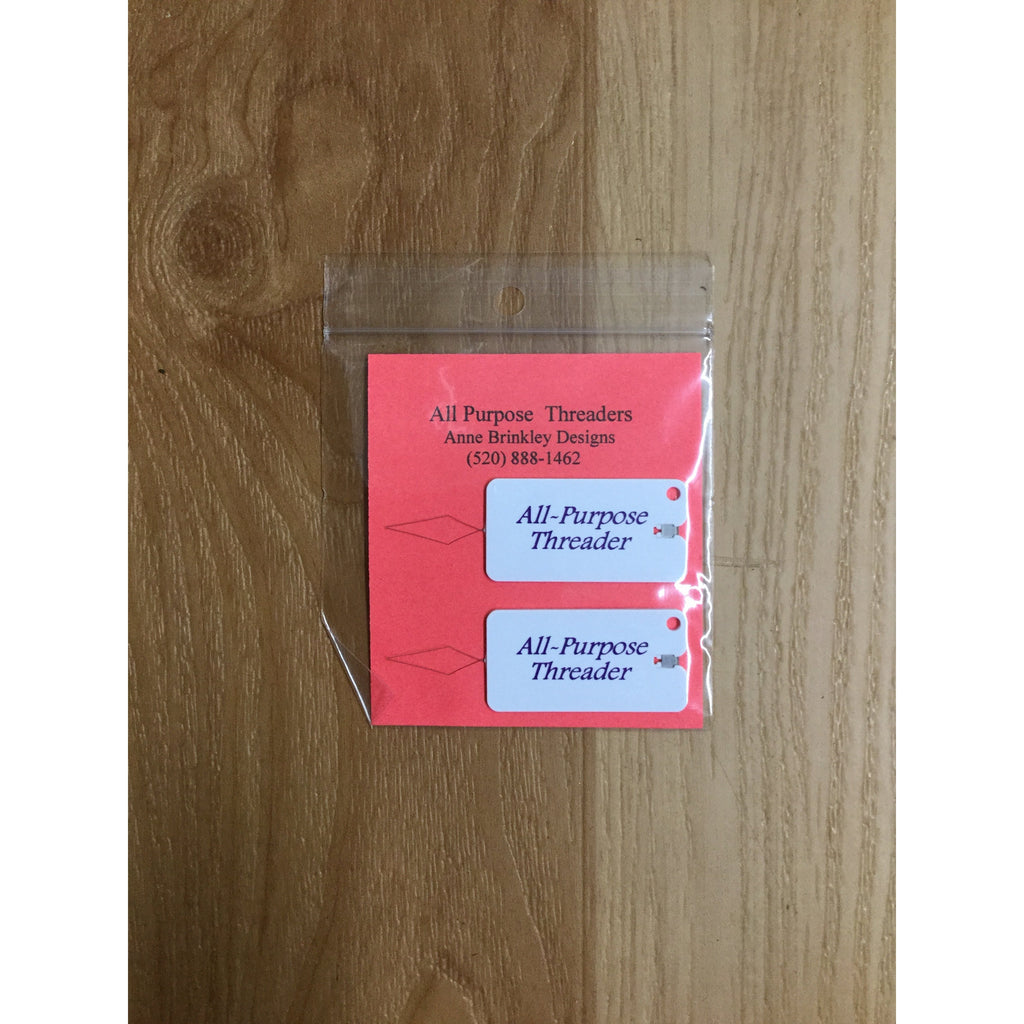 All Purpose  Threaders
Anne Brinkley Designs
(520) 888-1462
All-Purpose
Threader
All-Purpose
Threader